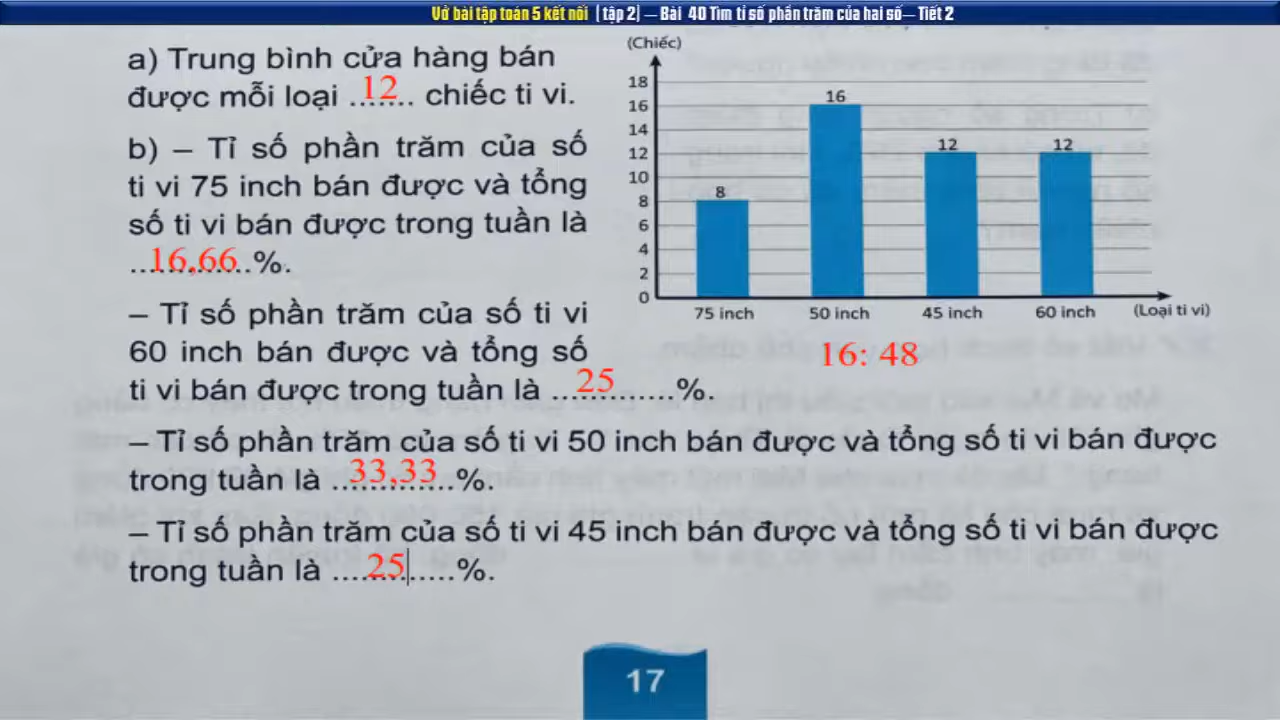 Vở bài tập toán 5 kết nối (tập 2) – Bài 40 Tìm tỉ số phần trăm của hai số– Tiết 2
a) Trung bình cửa hàng bán
được mỗi loại ...12... chiếc ti vi.
b) – Tỉ số phần trăm của số
ti vi 75 inch bán được và tổng
số ti vi bán được trong tuần là
...16,66...%.
– Tỉ số phần trăm của số ti vi
60 inch bán được và tổng số
ti vi bán được trong tuần là ...25...%.
– Tỉ số phần trăm của số ti vi 50 inch bán được và tổng số ti vi bán được
trong tuần là ...33,33...%.
– Tỉ số phần trăm của số ti vi 45 inch bán được và tổng số ti vi bán được
trong tuần là ...25...%.
(Chiếc)
18
16
14
12
10
8
6
4
2
0
8
16
12
12
75 inch 50 inch 45 inch 60 inch (Loại ti vi)
16: 48
17